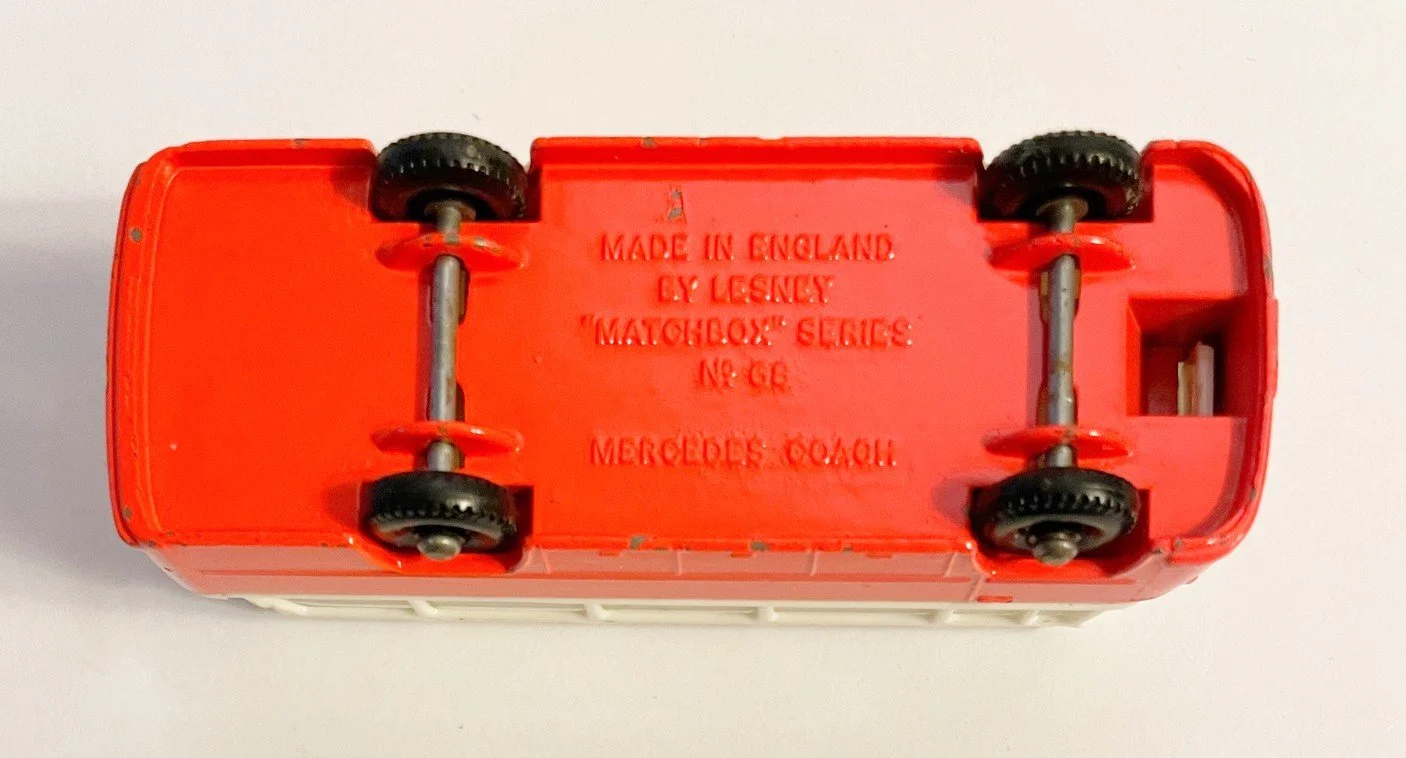 MADE IN ENGLAND
BY LESNEY
"MATCHBOX" SERIES
Nº 68
MERCEDES COACH